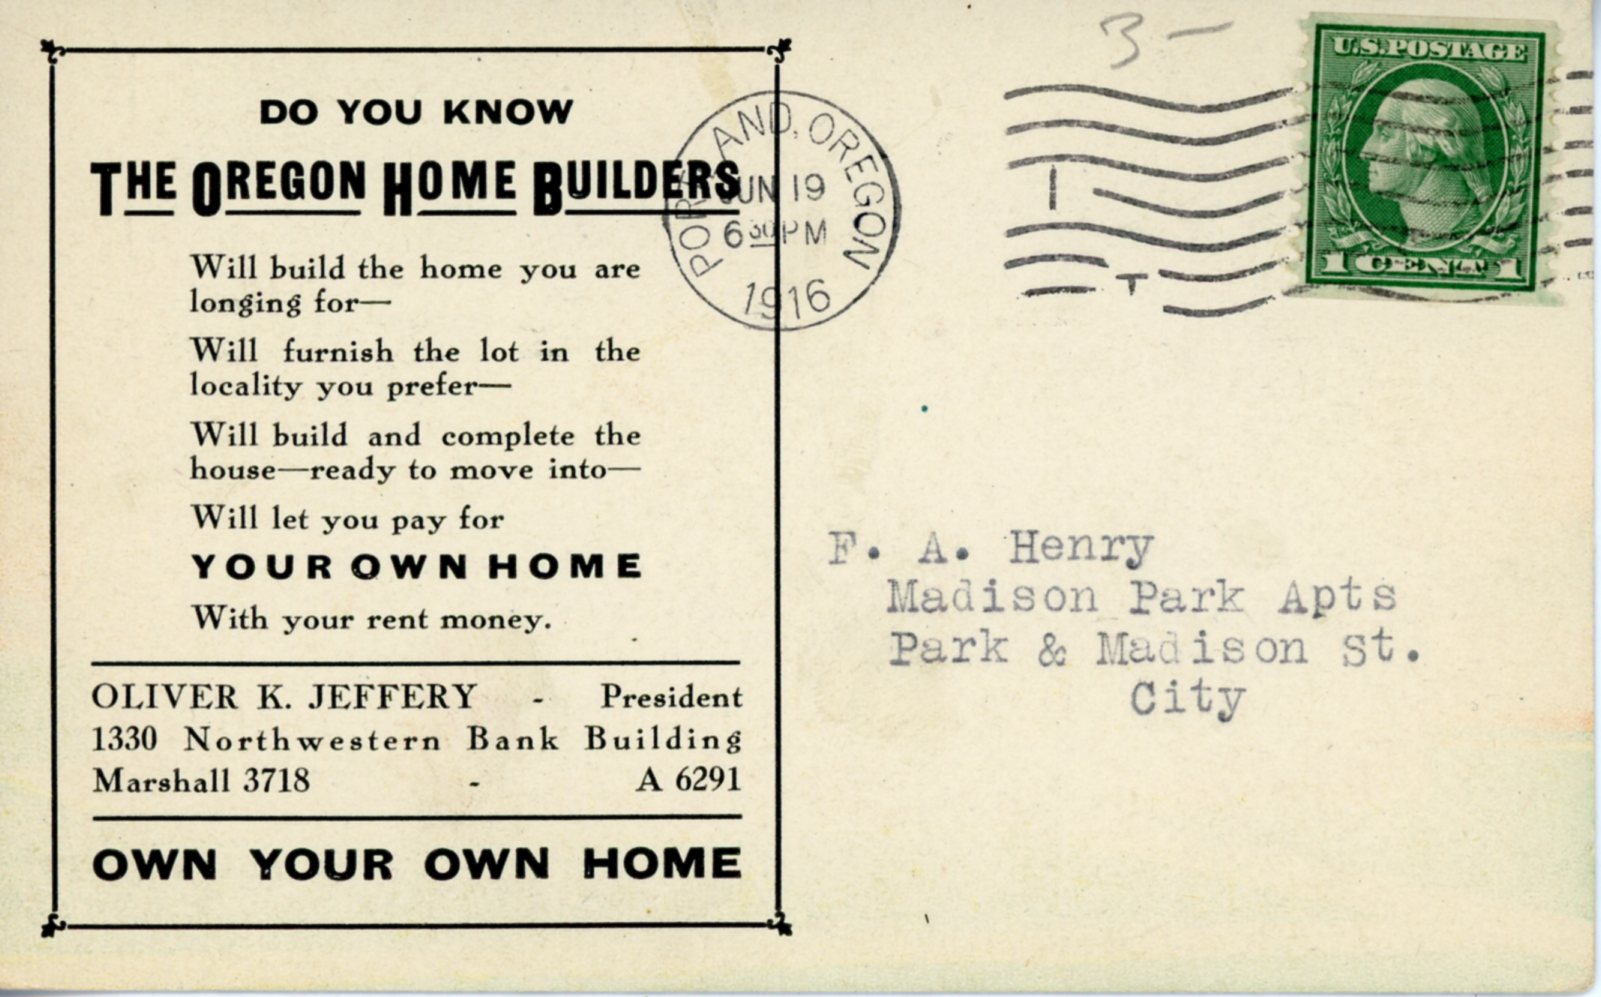 DO YOU KNOW
THE OREGON HOME BUILDERS
Will build the home you are
longing for—
Will furnish the lot in the
locality you prefer—
Will build and complete the
house—ready to move into—
Will let you pay for
YOUR OWN HOME
With your rent money.
OLIVER K. JEFFERY - President
1330 Northwestern Bank Building
Marshall 3718 - A 6291
OWN YOUR OWN HOME
PORTLAND, OREGON
JUN 19
6 30 PM
1916
3 —
U.S. POSTAGE
1 CENT 1
F. A. Henry
Madison Park Apts
Park & Madison St.
City